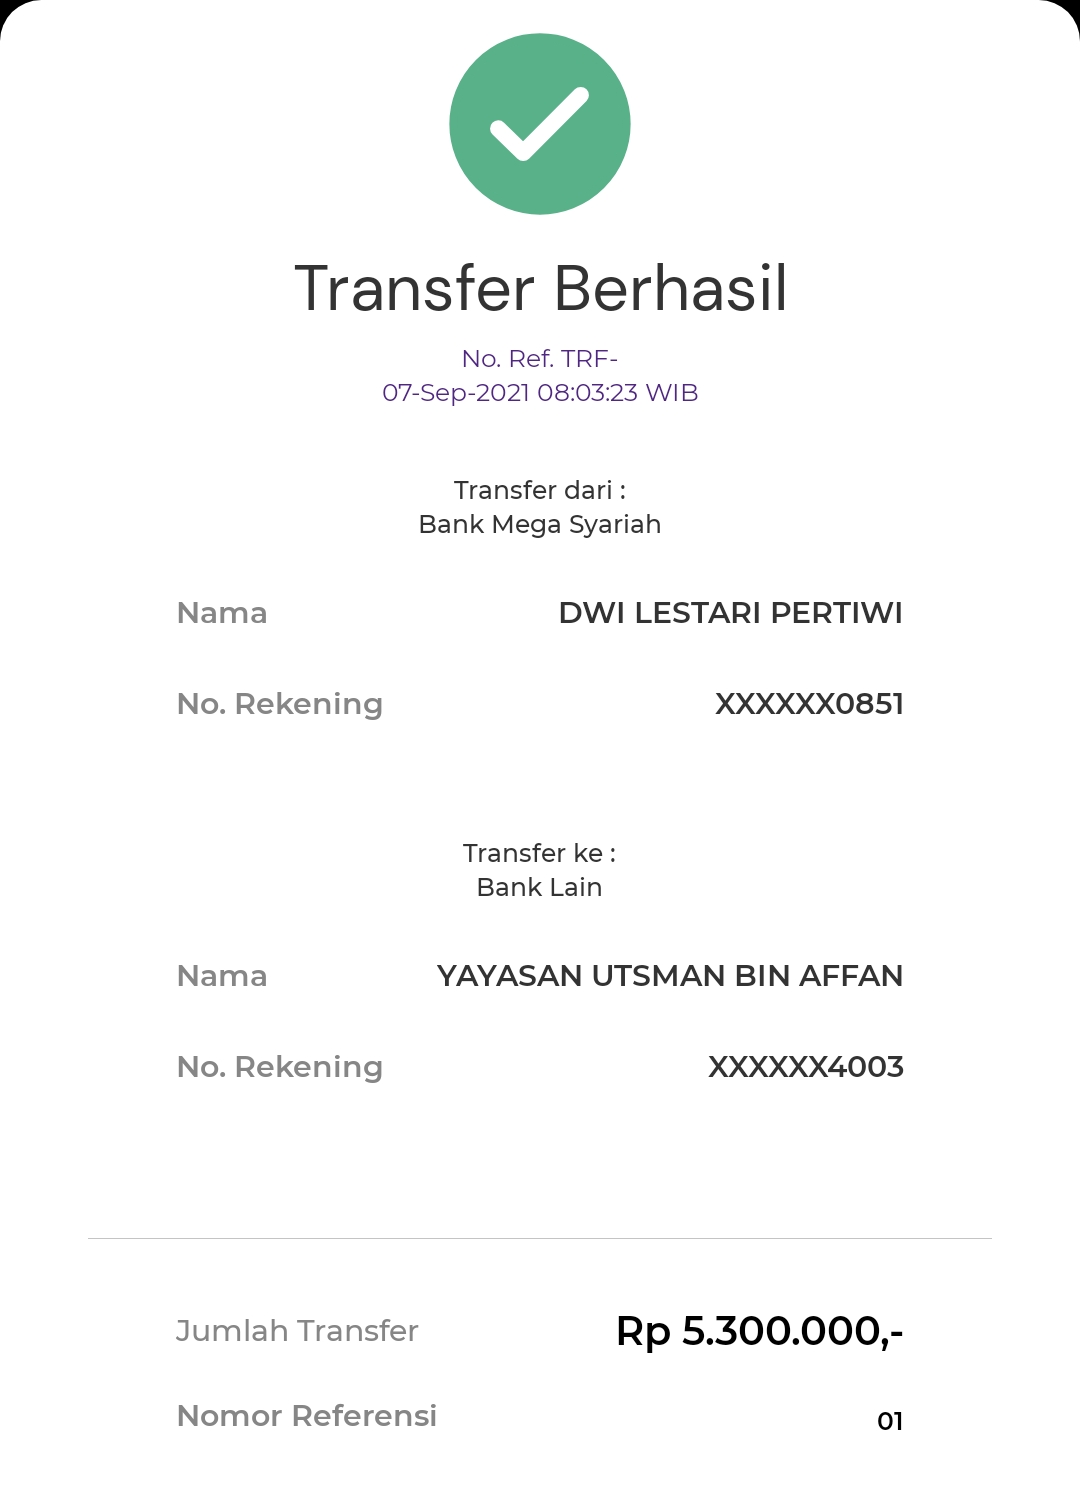 Transfer Berhasil
No. Ref. TRF-
07-Sep-2021 08:03:23 WIB
Transfer dari :
Bank Mega Syariah
Nama DWI LESTARI PERTIWI
No. Rekening XXXXXX0851
Transfer ke :
Bank Lain
Nama YAYASAN UTSMAN BIN AFFAN
No. Rekening XXXXXX4003
Jumlah Transfer Rp 5.300.000,-
Nomor Referensi 01